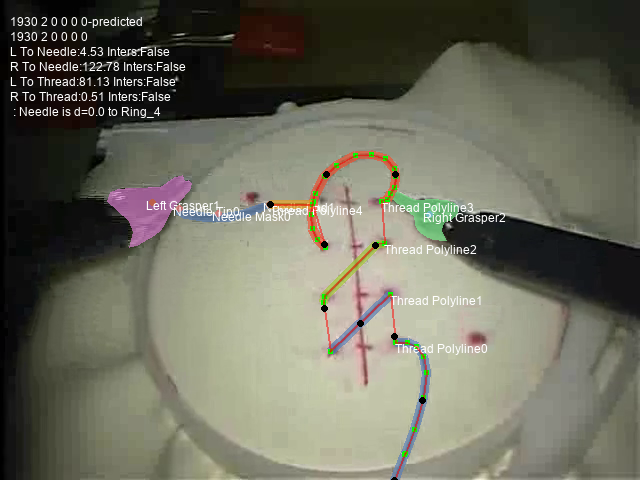 1930 2 0 0 0 0-predicted
1930 2 0 0 0 0
L To Needle:4.53 Inters:False
R To Needle:122.78 Inters:False
L To Thread:81.13 Inters:False
R To Thread:0.51 Inters:False
: Needle is d=0.0 to Ring_4
Left Grasper1
Needle Tip0
Needle Mask0
Thread Polyline4
Thread Polyline3
Right Grasper2
Thread Polyline2
Thread Polyline1
Thread Polyline0